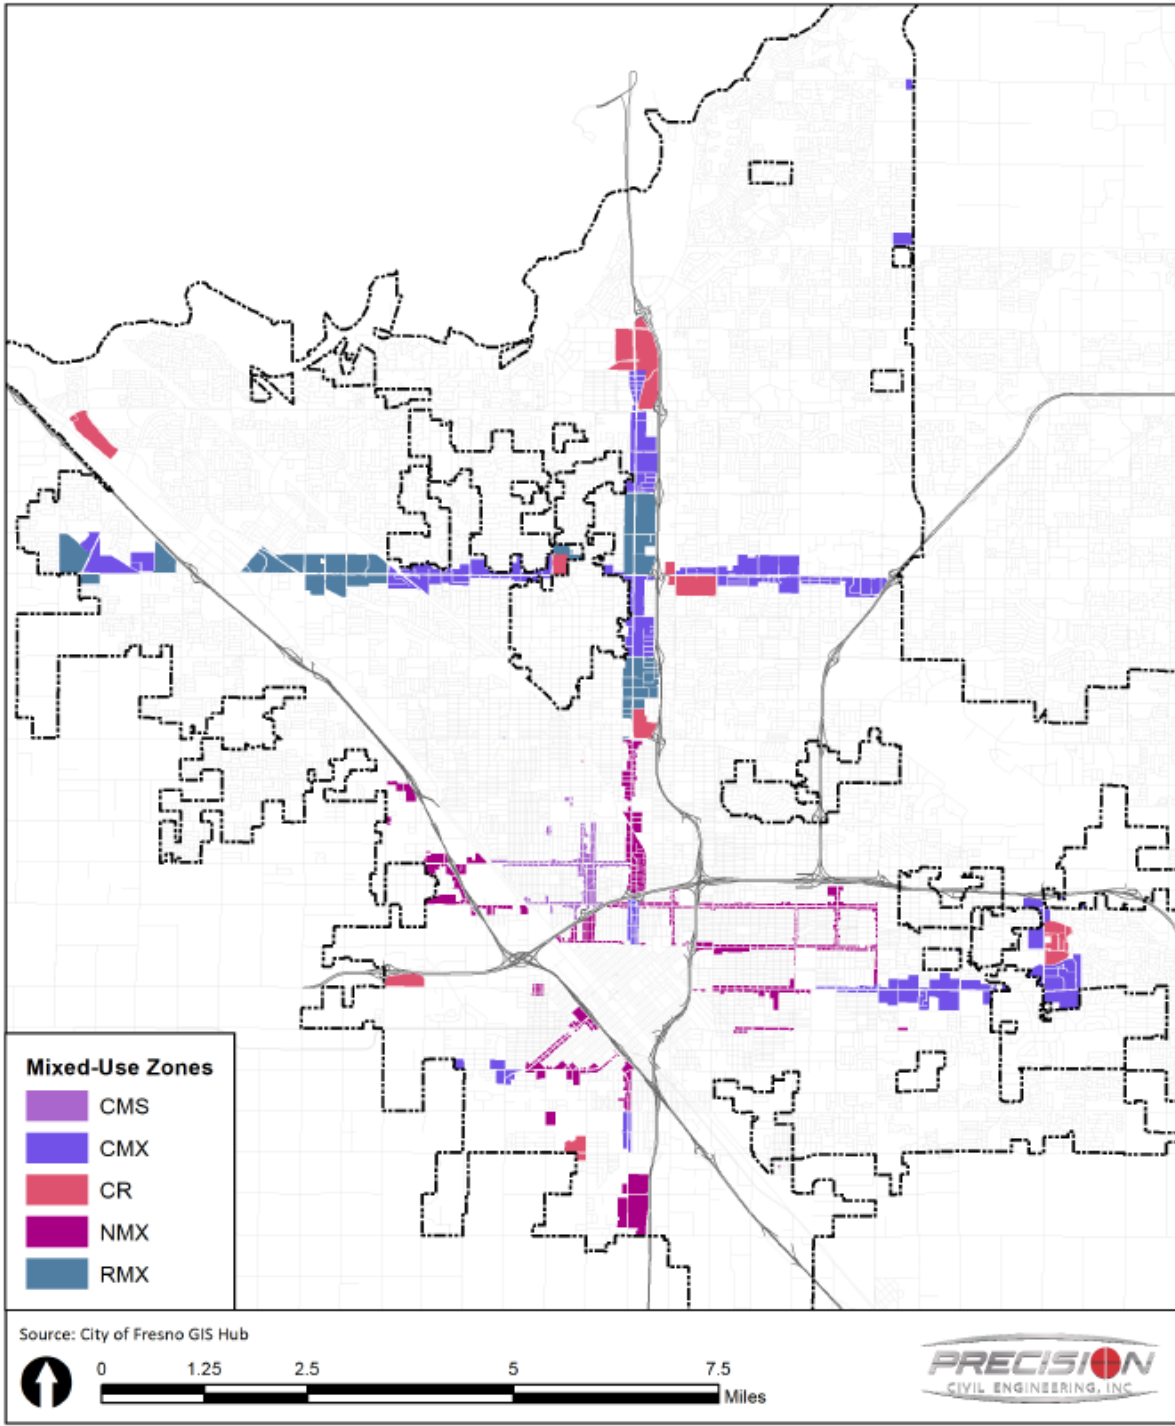 Mixed-Use Zones
CMS
CMX
CR
NMX
RMX
Source: City of Fresno GIS Hub
0 1.25 2.5 5 7.5
Miles
PRECISION
CIVIL ENGINEERING, INC